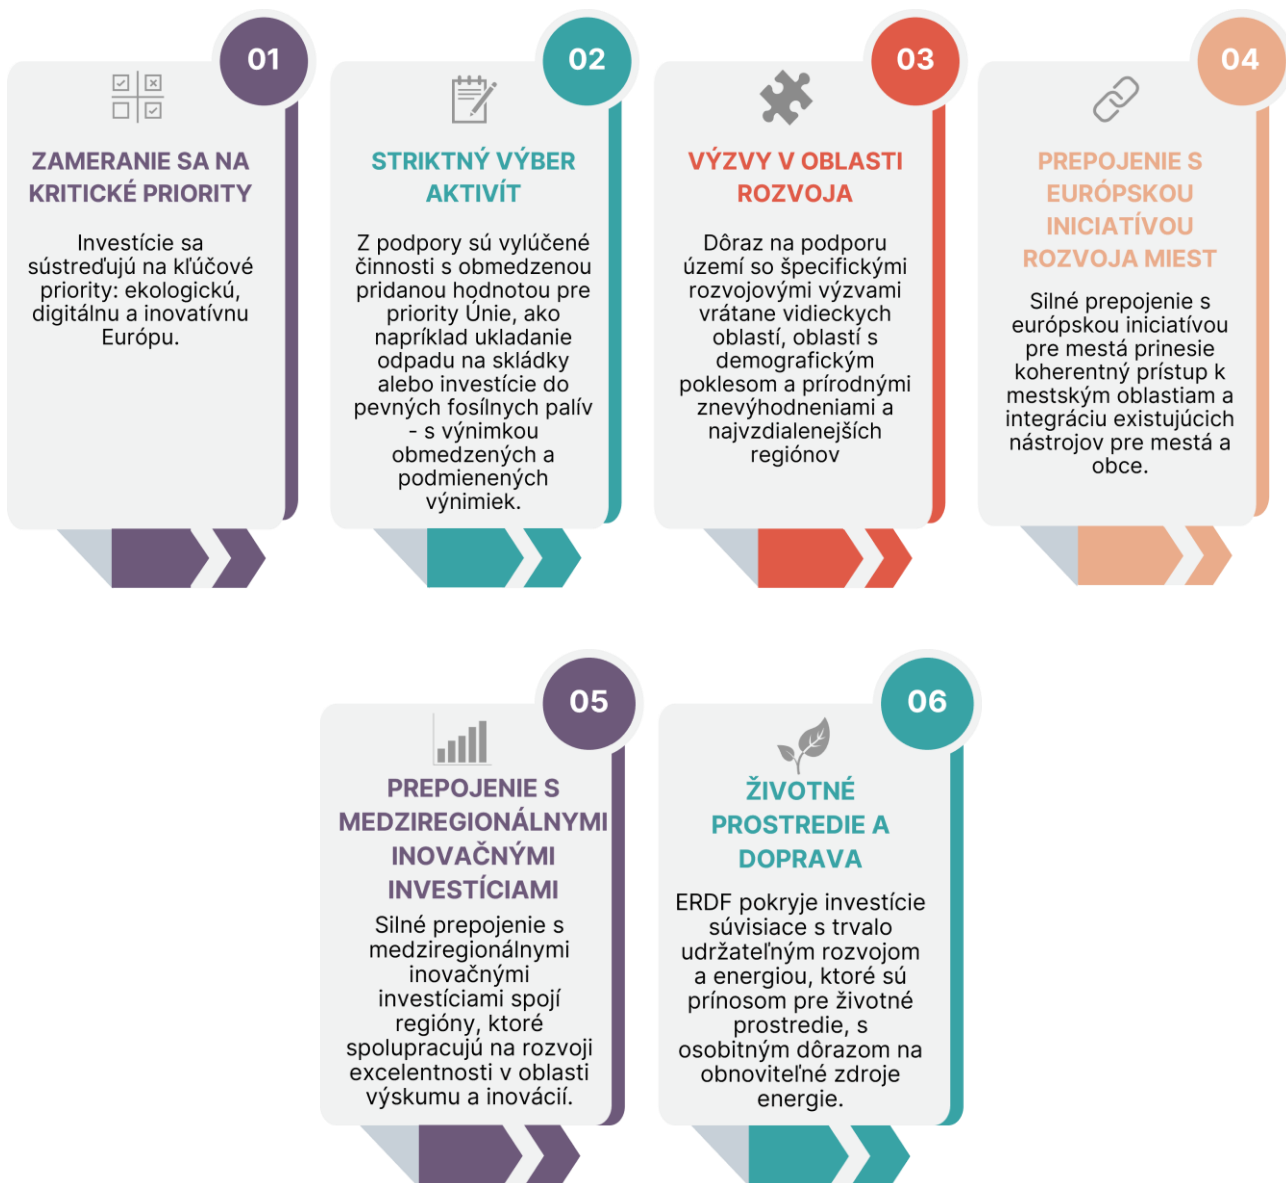 01
ZAMERANIE SA NA
KRITICKÉ PRIORITY
Investície sa
sústreďujú na kľúčové
priority: ekologickú,
digitálnu a inovatívnu
Európu.
02
STRIKTNÝ VÝBER
AKTIVÍT
Z podpory sú vylúčené
činnosti s obmedzenou
pridanou hodnotou pre
priority Únie, ako
napríklad ukladanie
odpadu na skládky
alebo investície do
pevných fosílnych palív
- s výnimkou
obmedzených a
podmienených
výnimiek.
03
VÝZVY V OBLASTI
ROZVOJA
Dôraz na podporu
území so špecifickými
rozvojovými výzvami
vrátane vidieckych
oblastí, oblastí s
demografickým
poklesom a prírodnými
znevýhodneniami a
najvzdialenejších
regiónov
04
PREPOJENIE S
EURÓPSKOU
INICIATÍVOU
ROZVOJA MIEST
Silné prepojenie s
európskou iniciatívou
pre mestá prinesie
koherentný prístup k
mestským oblastiam a
integráciu existujúcich
nástrojov pre mestá a
obce.
05
PREPOJENIE S
MEDZIREGIONÁLNYMI
INOVAČNÝMI
INVESTÍCIAMI
Silné prepojenie s
medziregionálnymi
inovačnými
investíciami spojí
regióny, ktoré
spolupracujú na rozvoji
excelentnosti v oblasti
výskumu a inovácií.
06
ŽIVOTNÉ
PROSTREDIE A
DOPRAVA
ERDF pokryje investície
súvisiace s trvalo
udržateľným rozvojom
a energiou, ktoré sú
prínosom pre životné
prostredie, s
osobitným dôrazom na
obnoviteľné zdroje
energie.